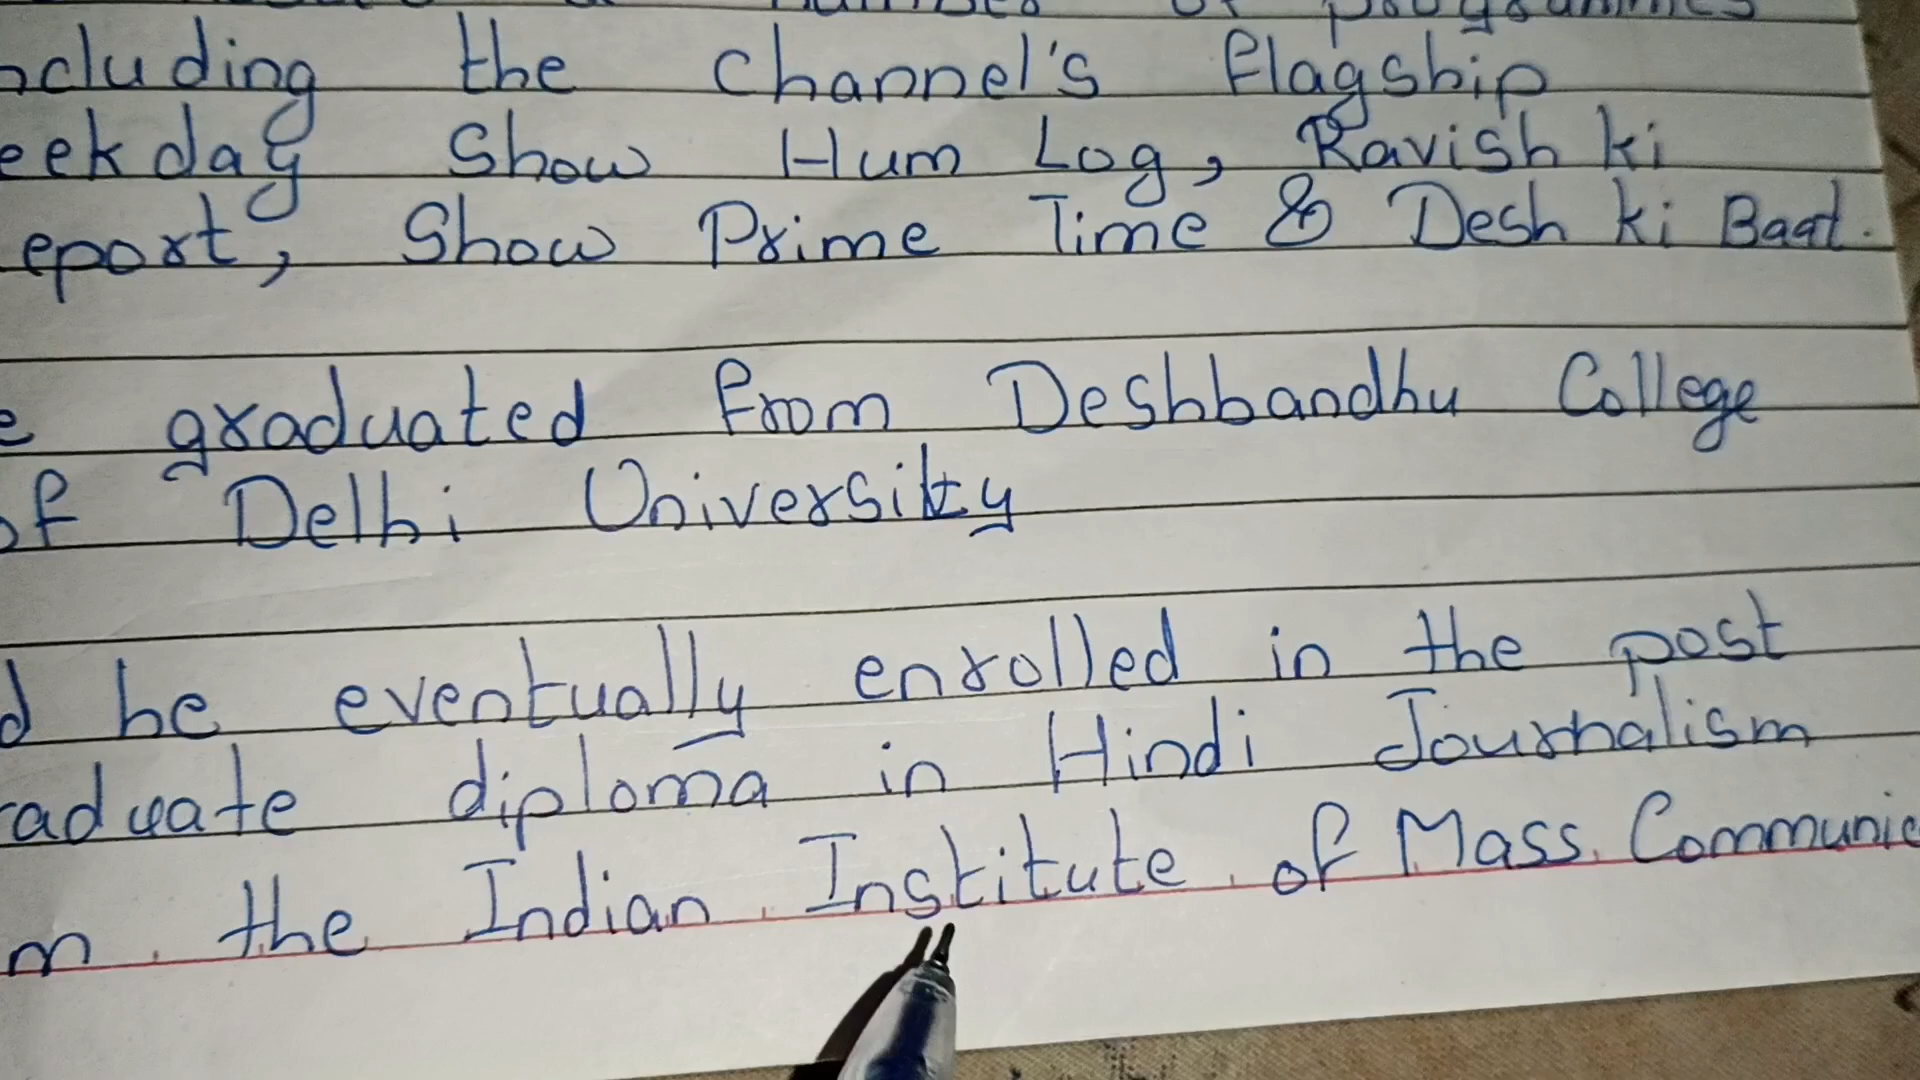 ncluding the channel's flagship
eekday Show Hum Log, Ravish ki
eport, Show Prime Time & Desh ki Baat.
e graduated from Deshbandhu College
of Delhi University
d he eventually enrolled in the post
raduate diploma in Hindi Journalism
m the Indian Institute of Mass Communic